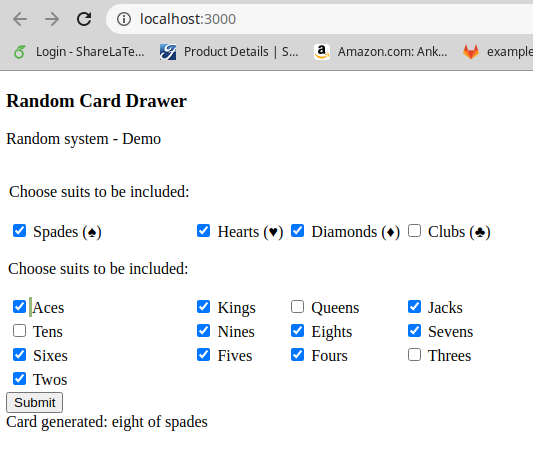 localhost:3000
Login - ShareLaTe... Product Details | S... Amazon.com: Ank... example
Random Card Drawer
Random system - Demo
Choose suits to be included:
Spades (♠) Hearts (♥) Diamonds (♦) Clubs (♣)
Choose suits to be included:
Aces Kings Queens Jacks
Tens Nines Eights Sevens
Sixes Fives Fours Threes
Twos
Submit
Card generated: eight of spades